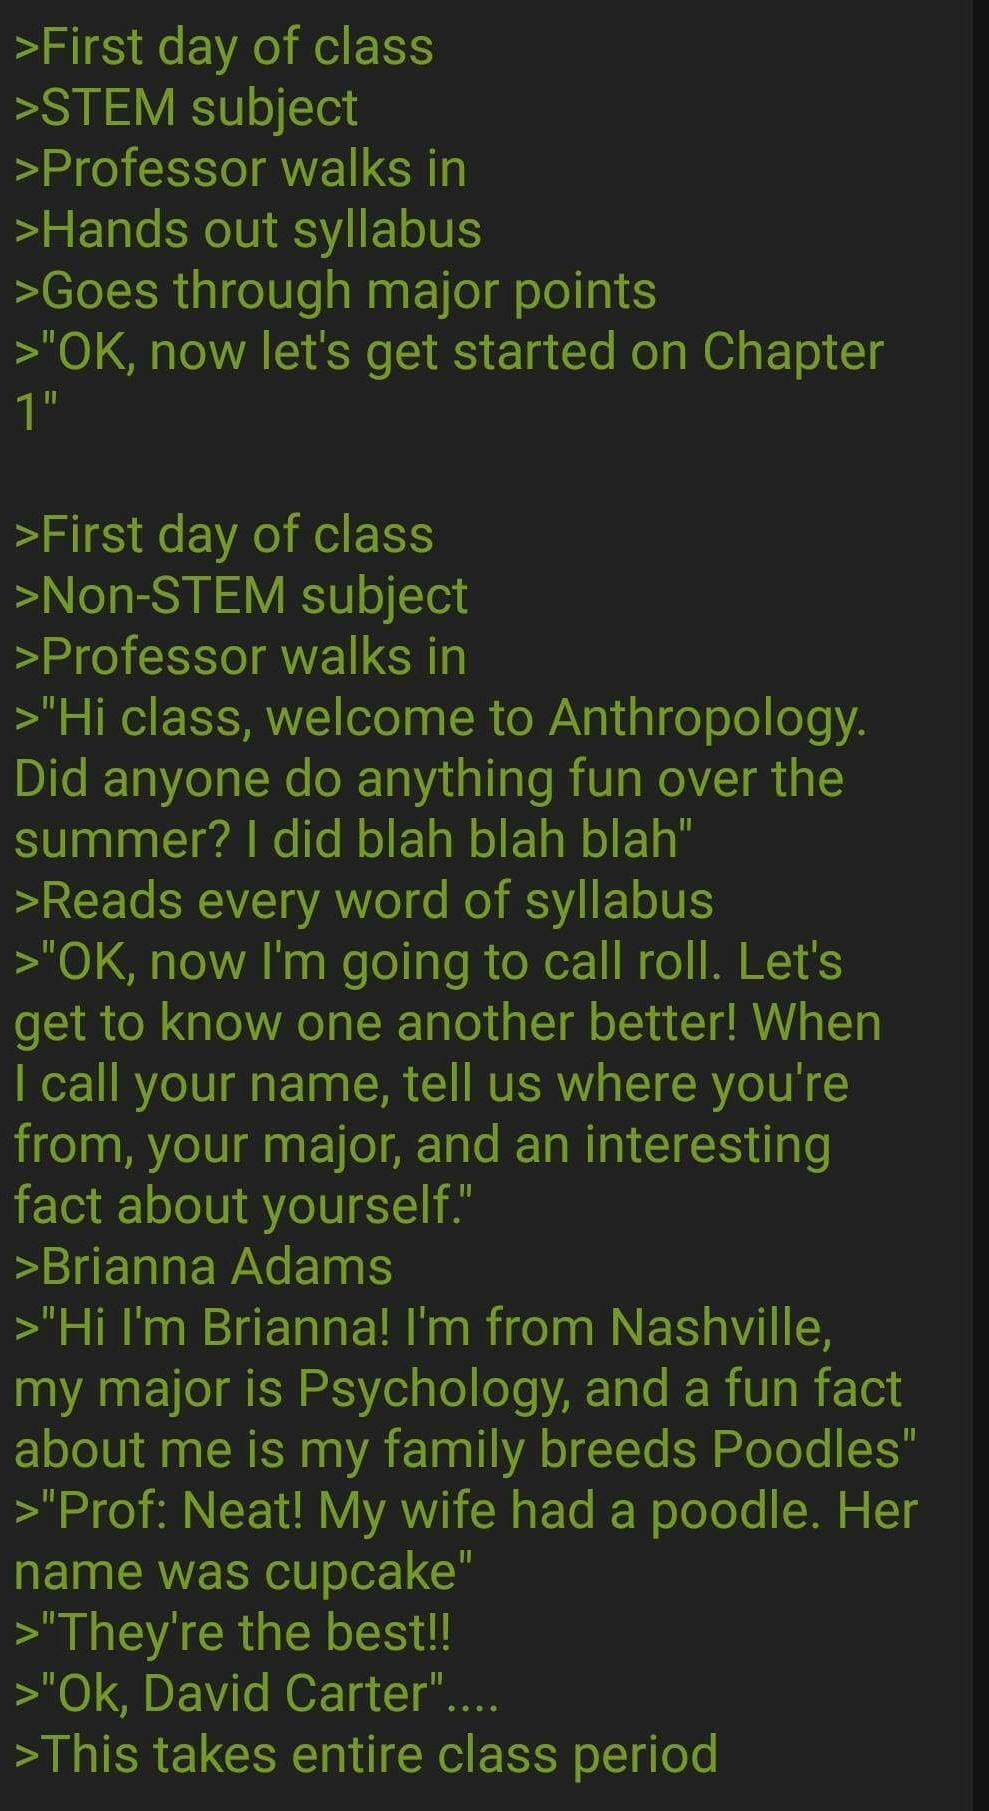 >First day of class
>STEM subject
>Professor walks in
>Hands out syllabus
>Goes through major points
>"OK, now let's get started on Chapter
1"
>First day of class
>Non-STEM subject
>Professor walks in
>"Hi class, welcome to Anthropology.
Did anyone do anything fun over the
summer? I did blah blah blah"
>Reads every word of syllabus
>"OK, now I'm going to call roll. Let's
get to know one another better! When
I call your name, tell us where you're
from, your major, and an interesting
fact about yourself."
>Brianna Adams
>"Hi I'm Brianna! I'm from Nashville,
my major is Psychology, and a fun fact
about me is my family breeds Poodles"
>"Prof: Neat! My wife had a poodle. Her
name was cupcake"
>"They're the best!!
>"Ok, David Carter"....
>This takes entire class period